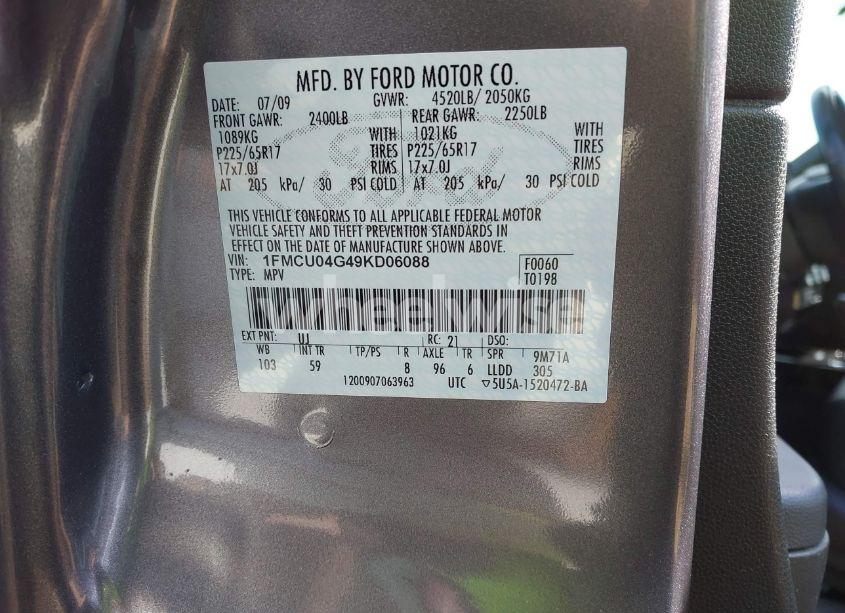 MFD. BY FORD MOTOR CO.
DATE: 07/09 GVWR: 4520LB/ 2050KG
FRONT GAWR: 2400LB REAR GAWR: 2250LB
1089KG WITH 1021KG WITH
P225/65R17 TIRES P225/65R17 TIRES
17x7.0J RIMS 17x7.0J RIMS
AT 205 kPa/ 30 PSI COLD AT 205 kPa/ 30 PSI COLD
THIS VEHICLE CONFORMS TO ALL APPLICABLE FEDERAL MOTOR
VEHICLE SAFETY AND THEFT PREVENTION STANDARDS IN
EFFECT ON THE DATE OF MANUFACTURE SHOWN ABOVE.
VIN: 1FMCU04G49KD06088 F0060
TYPE: MPV T0198
wheelwise
EXT PNT: UJ RC: 21 DSO:
WB INT TR TP/PS R AXLE TR SPR 9M71A
103 59 8 96 6 LLDD 305
1200907063963 UTC ▽5U5A-1520472-BA